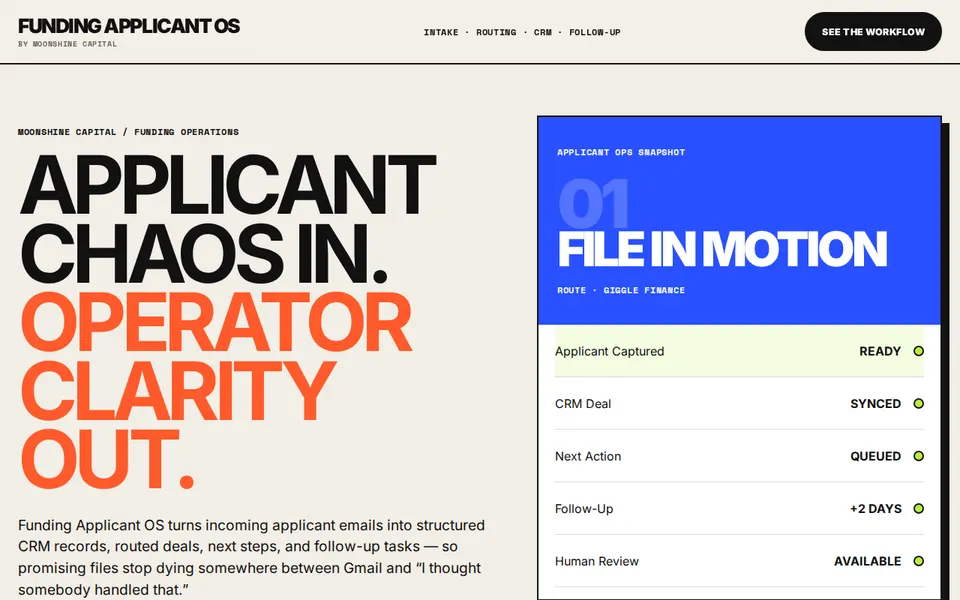 FUNDING APPLICANT OS
BY MOONSHINE CAPITAL
INTAKE · ROUTING · CRM · FOLLOW-UP
SEE THE WORKFLOW
MOONSHINE CAPITAL / FUNDING OPERATIONS
APPLICANT
CHAOS IN.
OPERATOR
CLARITY
OUT.
Funding Applicant OS turns incoming applicant emails into structured
CRM records, routed deals, next steps, and follow-up tasks — so
promising files stop dying somewhere between Gmail and “I thought
somebody handled that.”
APPLICANT OPS SNAPSHOT
01
FILE IN MOTION
ROUTE · GIGGLE FINANCE
Applicant Captured READY
CRM Deal SYNCED
Next Action QUEUED
Follow-Up +2 DAYS
Human Review AVAILABLE